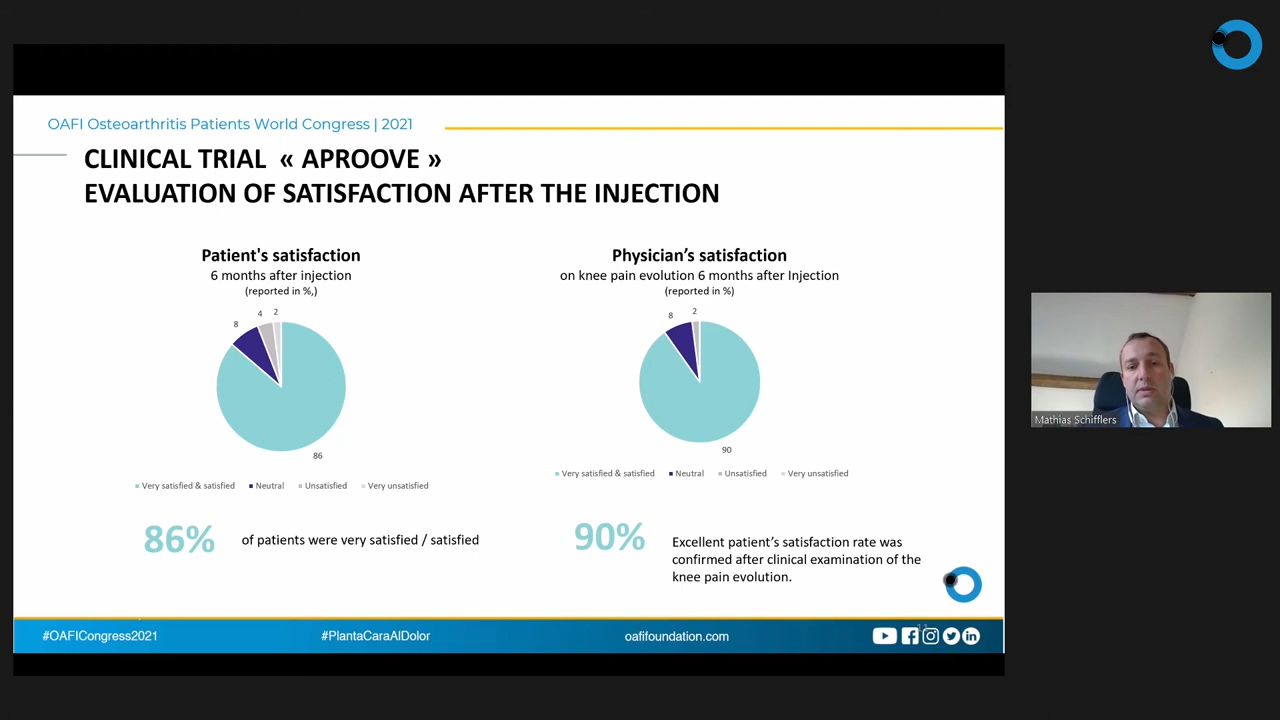 OAFI Osteoarthritis Patients World Congress | 2021
CLINICAL TRIAL « APROOVE »
EVALUATION OF SATISFACTION AFTER THE INJECTION
Patient's satisfaction
6 months after injection
(reported in %,)
8
4
2
86
Very satisfied & satisfied
Neutral
Unsatisfied
Very unsatisfied
86%
of patients were very satisfied / satisfied
Physician’s satisfaction
on knee pain evolution 6 months after Injection
(reported in %)
8
2
90
Very satisfied & satisfied
Neutral
Unsatisfied
Very unsatisfied
90%
Excellent patient’s satisfaction rate was
confirmed after clinical examination of the
knee pain evolution.
#OAFICongress2021
#PlantaCaraAlDolor
oafifoundation.com
Mathias Schifflers